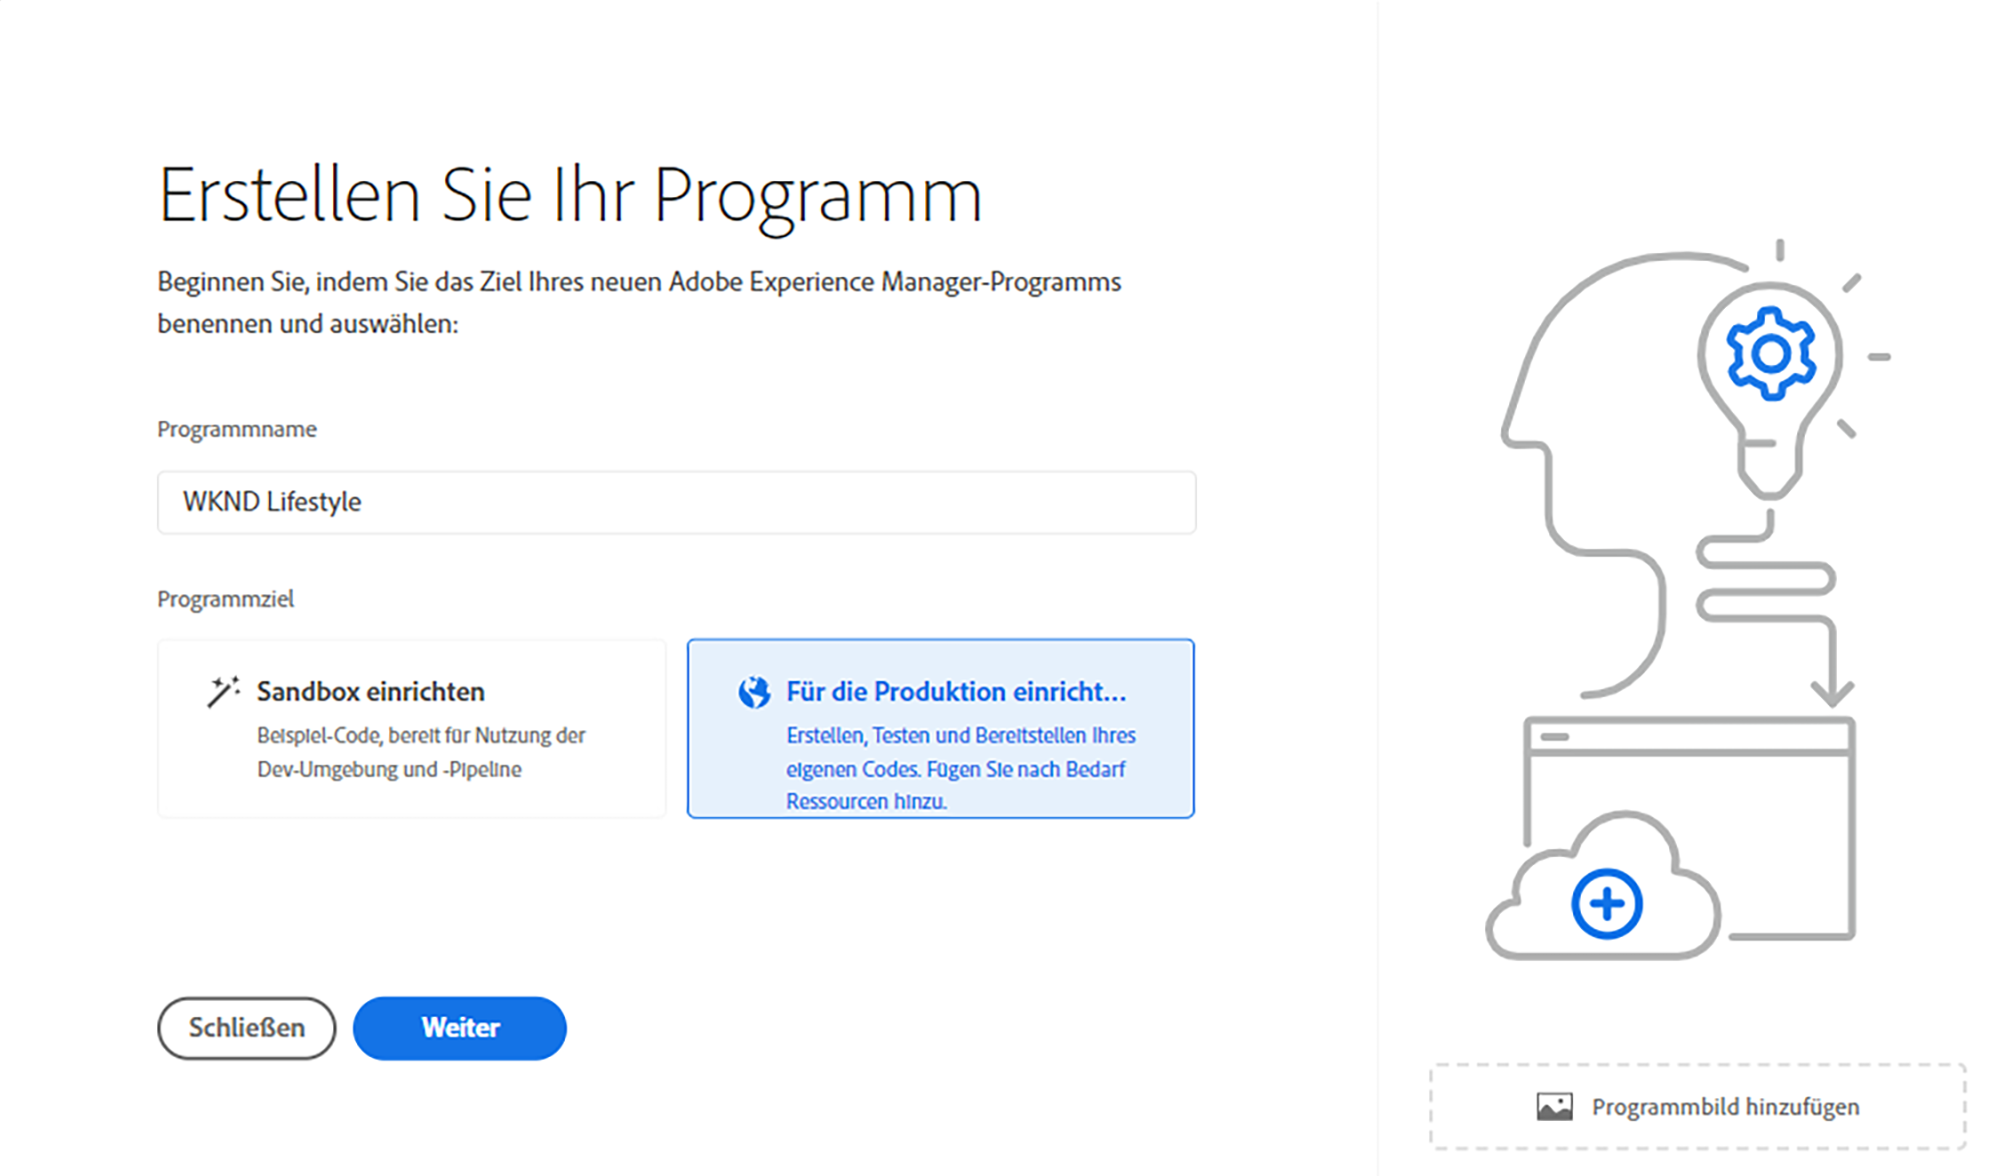 Erstellen Sie Ihr Programm
Beginnen Sie, indem Sie das Ziel Ihres neuen Adobe Experience Manager-Programms
benennen und auswählen:
Programmname
WKND Lifestyle
Programmziel
Sandbox einrichten
Beispiel-Code, bereit für Nutzung der
Dev-Umgebung und -Pipeline
Für die Produktion einricht...
Erstellen, Testen und Bereitstellen Ihres
eigenen Codes. Fügen Sie nach Bedarf
Ressourcen hinzu.
Schließen
Weiter
Programmbild hinzufügen